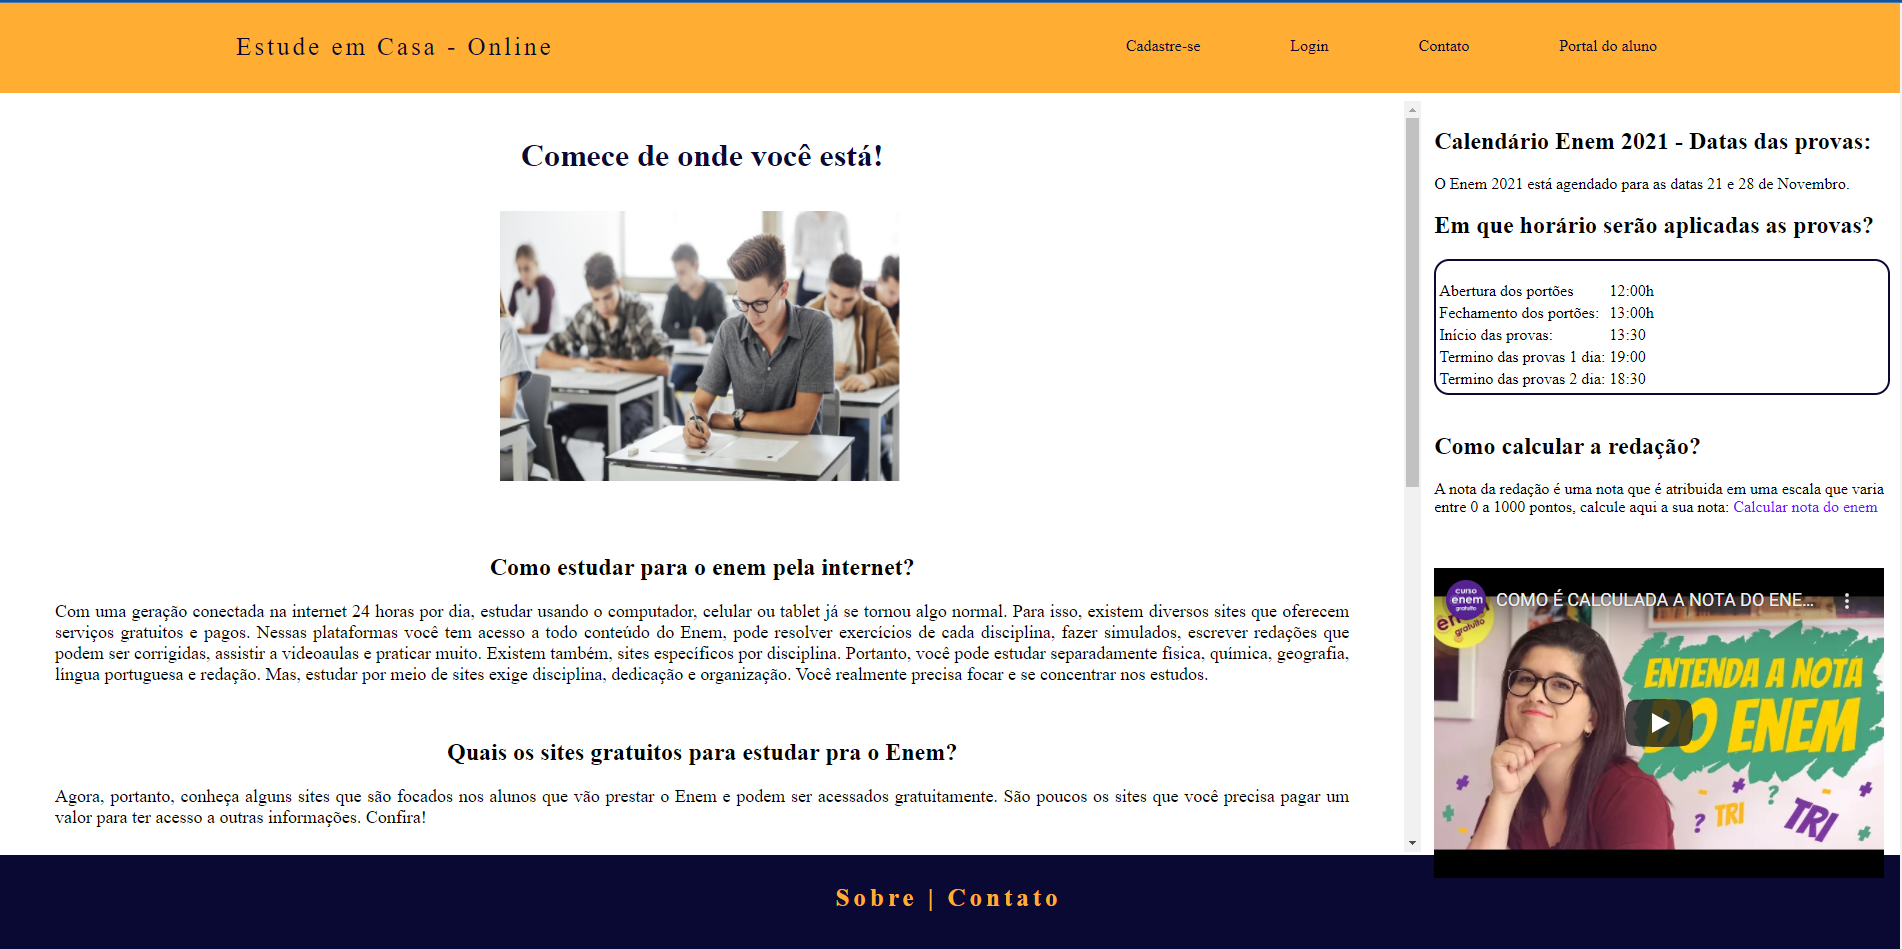 Estude em Casa - Online
Cadastre-se
Login
Contato
Portal do aluno
Comece de onde você está!
Como estudar para o enem pela internet?
Com uma geração conectada na internet 24 horas por dia, estudar usando o computador, celular ou tablet já se tornou algo normal. Para isso, existem diversos sites que oferecem
serviços gratuitos e pagos. Nessas plataformas você tem acesso a todo conteúdo do Enem, pode resolver exercícios de cada disciplina, fazer simulados, escrever redações que
podem ser corrigidas, assistir a videoaulas e praticar muito. Existem também, sites específicos por disciplina. Portanto, você pode estudar separadamente física, química, geografia,
língua portuguesa e redação. Mas, estudar por meio de sites exige disciplina, dedicação e organização. Você realmente precisa focar e se concentrar nos estudos.
Quais os sites gratuitos para estudar pra o Enem?
Agora, portanto, conheça alguns sites que são focados nos alunos que vão prestar o Enem e podem ser acessados gratuitamente. São poucos os sites que você precisa pagar um
valor para ter acesso a outras informações. Confira!
Calendário Enem 2021 - Datas das provas:
O Enem 2021 está agendado para as datas 21 e 28 de Novembro.
Em que horário serão aplicadas as provas?
Abertura dos portões 12:00h
Fechamento dos portões: 13:00h
Início das provas: 13:30
Termino das provas 1 dia: 19:00
Termino das provas 2 dia: 18:30
Como calcular a redação?
A nota da redação é uma nota que é atribuida em uma escala que varia
entre 0 a 1000 pontos, calcule aqui a sua nota: Calcular nota do enem
curso
enem
gratuito
COMO É CALCULADA A NOTA DO ENE...
gratuito
ENTENDA A NOTA
DO ENEM
? TRI ? TRI
Sobre | Contato